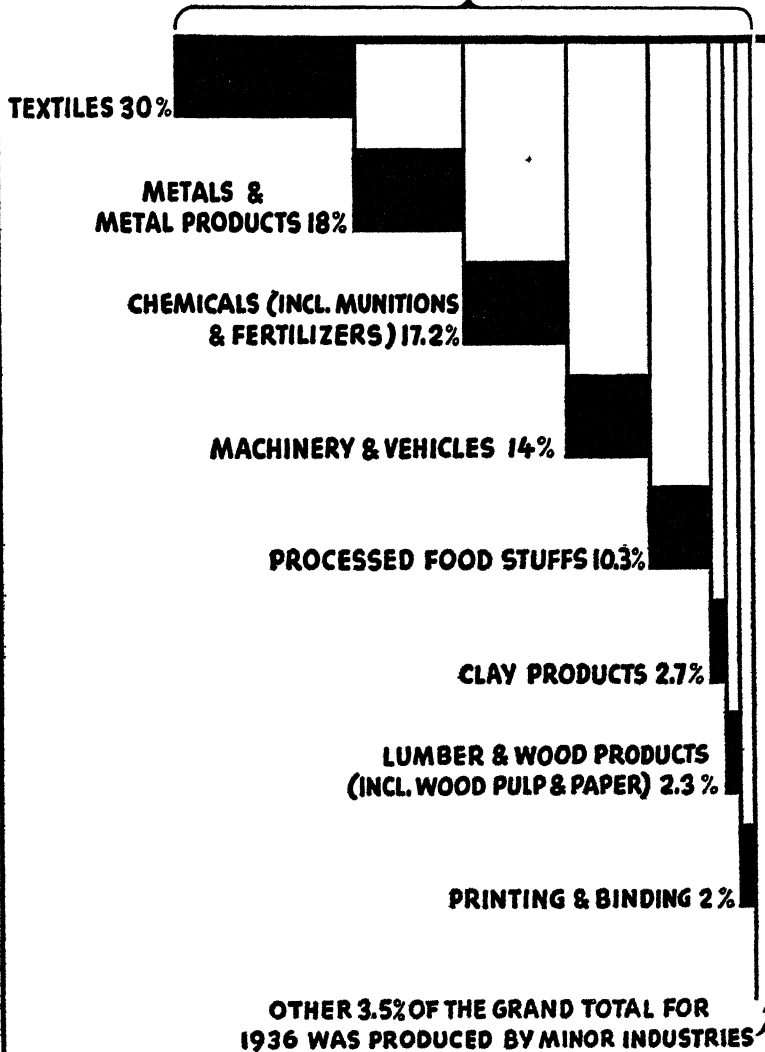 TEXTILES 30%
METALS &
METAL PRODUCTS 18%
CHEMICALS (INCL. MUNITIONS
& FERTILIZERS) 17.2%
MACHINERY & VEHICLES 14%
PROCESSED FOOD STUFFS 10.3%
CLAY PRODUCTS 2.7%
LUMBER & WOOD PRODUCTS
(INCL. WOOD PULP & PAPER) 2.3%
PRINTING & BINDING 2%
OTHER 3.5% OF THE GRAND TOTAL FOR
1936 WAS PRODUCED BY MINOR INDUSTRIES